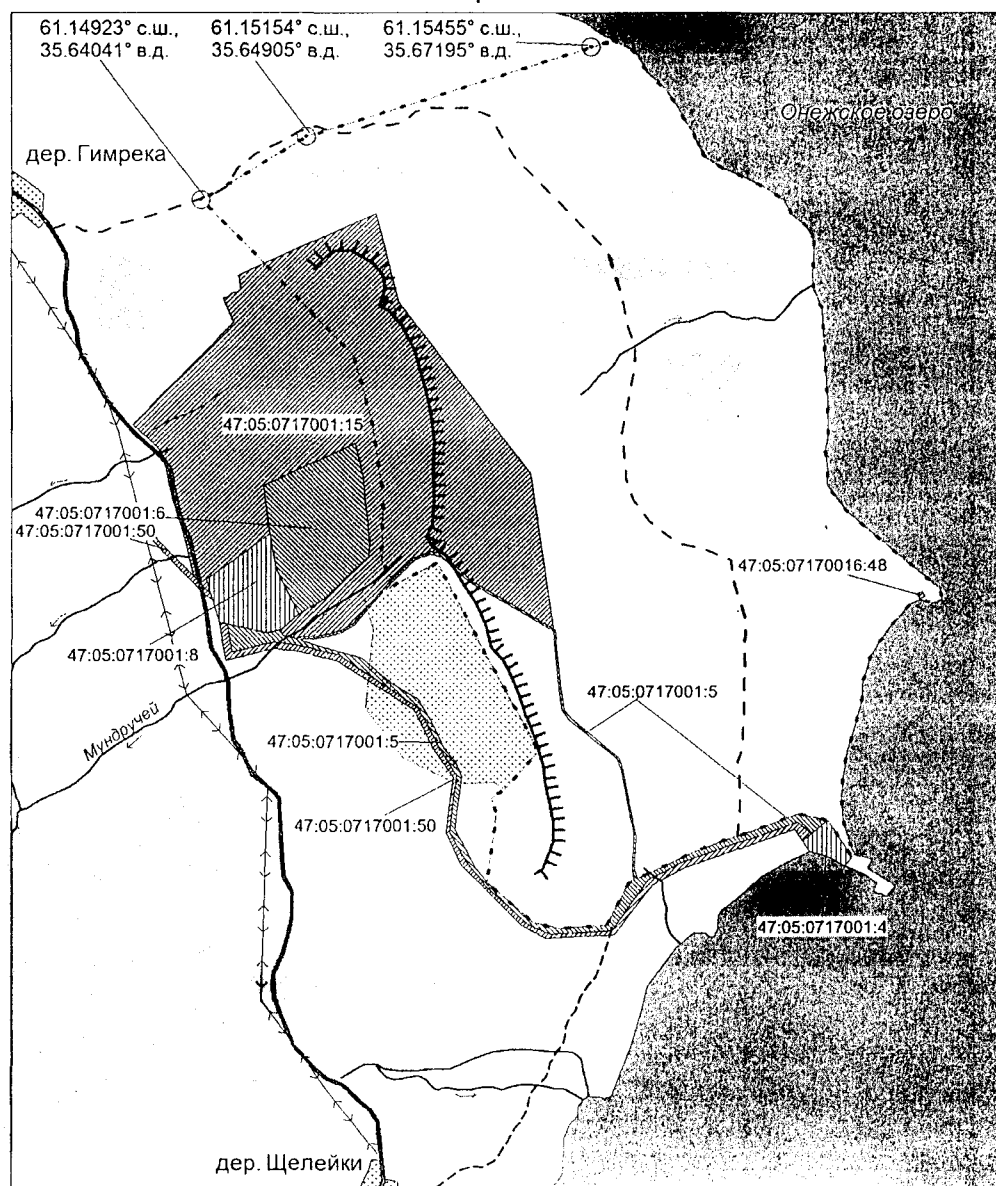 61.14923° с.ш.,
35.64041° в.д.
61.15154° с.ш.,
35.64905° в.д.
61.15455° с.ш.,
35.67195° в.д.
Онежское озеро
дер. Гимрека
47:05:0717001:15
47:05:0717001:6
47:05:0717001:50
47:05:07170016:48
47:05:0717001:8
47:05:0717001:5
Мундручей
47:05:0717001:5
47:05:0717001:50
47:05:0717001:4
дер. Щелейки